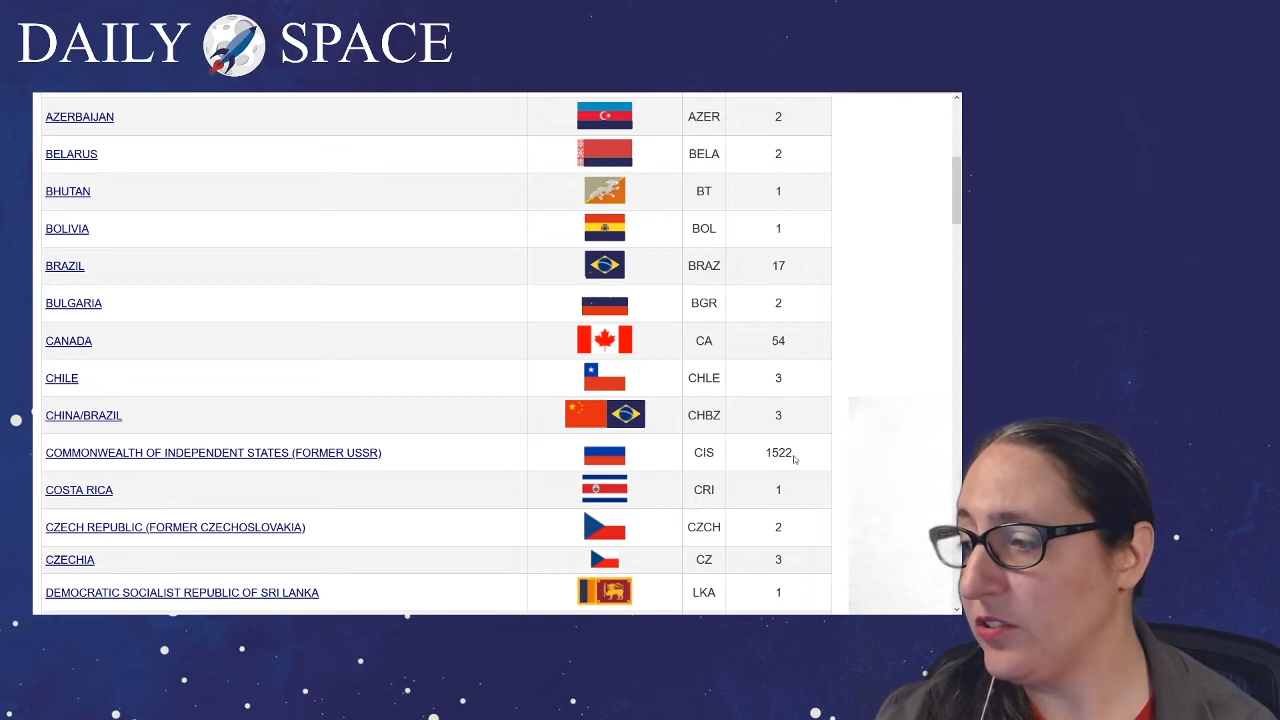 DAILY SPACE
AZERBAIJAN AZER 2
BELARUS BELA 2
BHUTAN BT 1
BOLIVIA BOL 1
BRAZIL BRAZ 17
BULGARIA BGR 2
CANADA CA 54
CHILE CHLE 3
CHINA/BRAZIL CHBZ 3
COMMONWEALTH OF INDEPENDENT STATES (FORMER USSR) CIS 1522
COSTA RICA CRI 1
CZECH REPUBLIC (FORMER CZECHOSLOVAKIA) CZCH 2
CZECHIA CZ 3
DEMOCRATIC SOCIALIST REPUBLIC OF SRI LANKA LKA 1